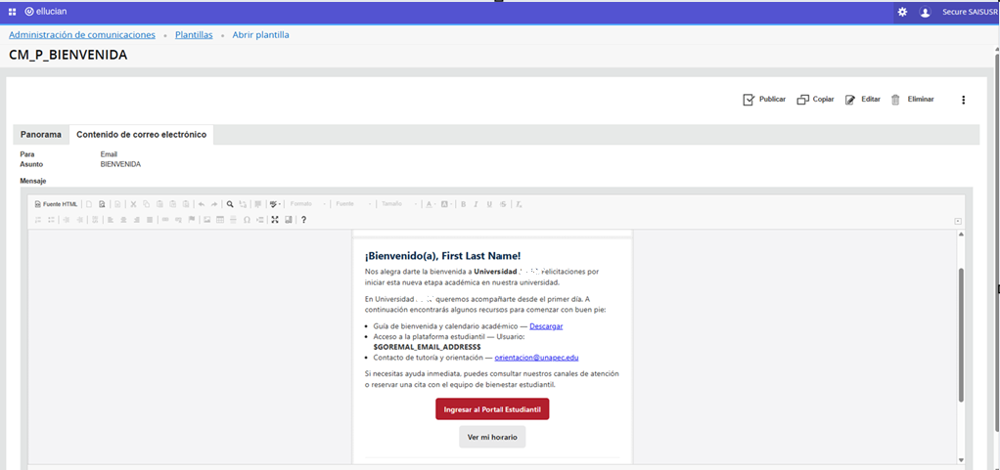 ellucian
Secure SAISUSR
Administración de comunicaciones • Plantillas • Abrir plantilla
CM_P_BIENVENIDA
Publicar Copiar Editar Eliminar
Panorama Contenido de correo electrónico
Para Email
Asunto BIENVENIDA
Mensaje
Fuente HTML Formato Fuente Tamaño A A B I U S Tx
Ω ?
¡Bienvenido(a), First Last Name!
Nos alegra darte la bienvenida a Universidad Felicitaciones por
iniciar esta nueva etapa académica en nuestra universidad.
En Universidad queremos acompañarte desde el primer día. A
continuación encontrarás algunos recursos para comenzar con buen pie:
• Guía de bienvenida y calendario académico — Descargar
• Acceso a la plataforma estudiantil — Usuario:
$GOREMAL_EMAIL_ADDRESS$
• Contacto de tutoría y orientación — orientacion@unapec.edu
Si necesitas ayuda inmediata, puedes consultar nuestros canales de atención
o reservar una cita con el equipo de bienestar estudiantil.
Ingresar al Portail Estudiantil
Ver mi horario